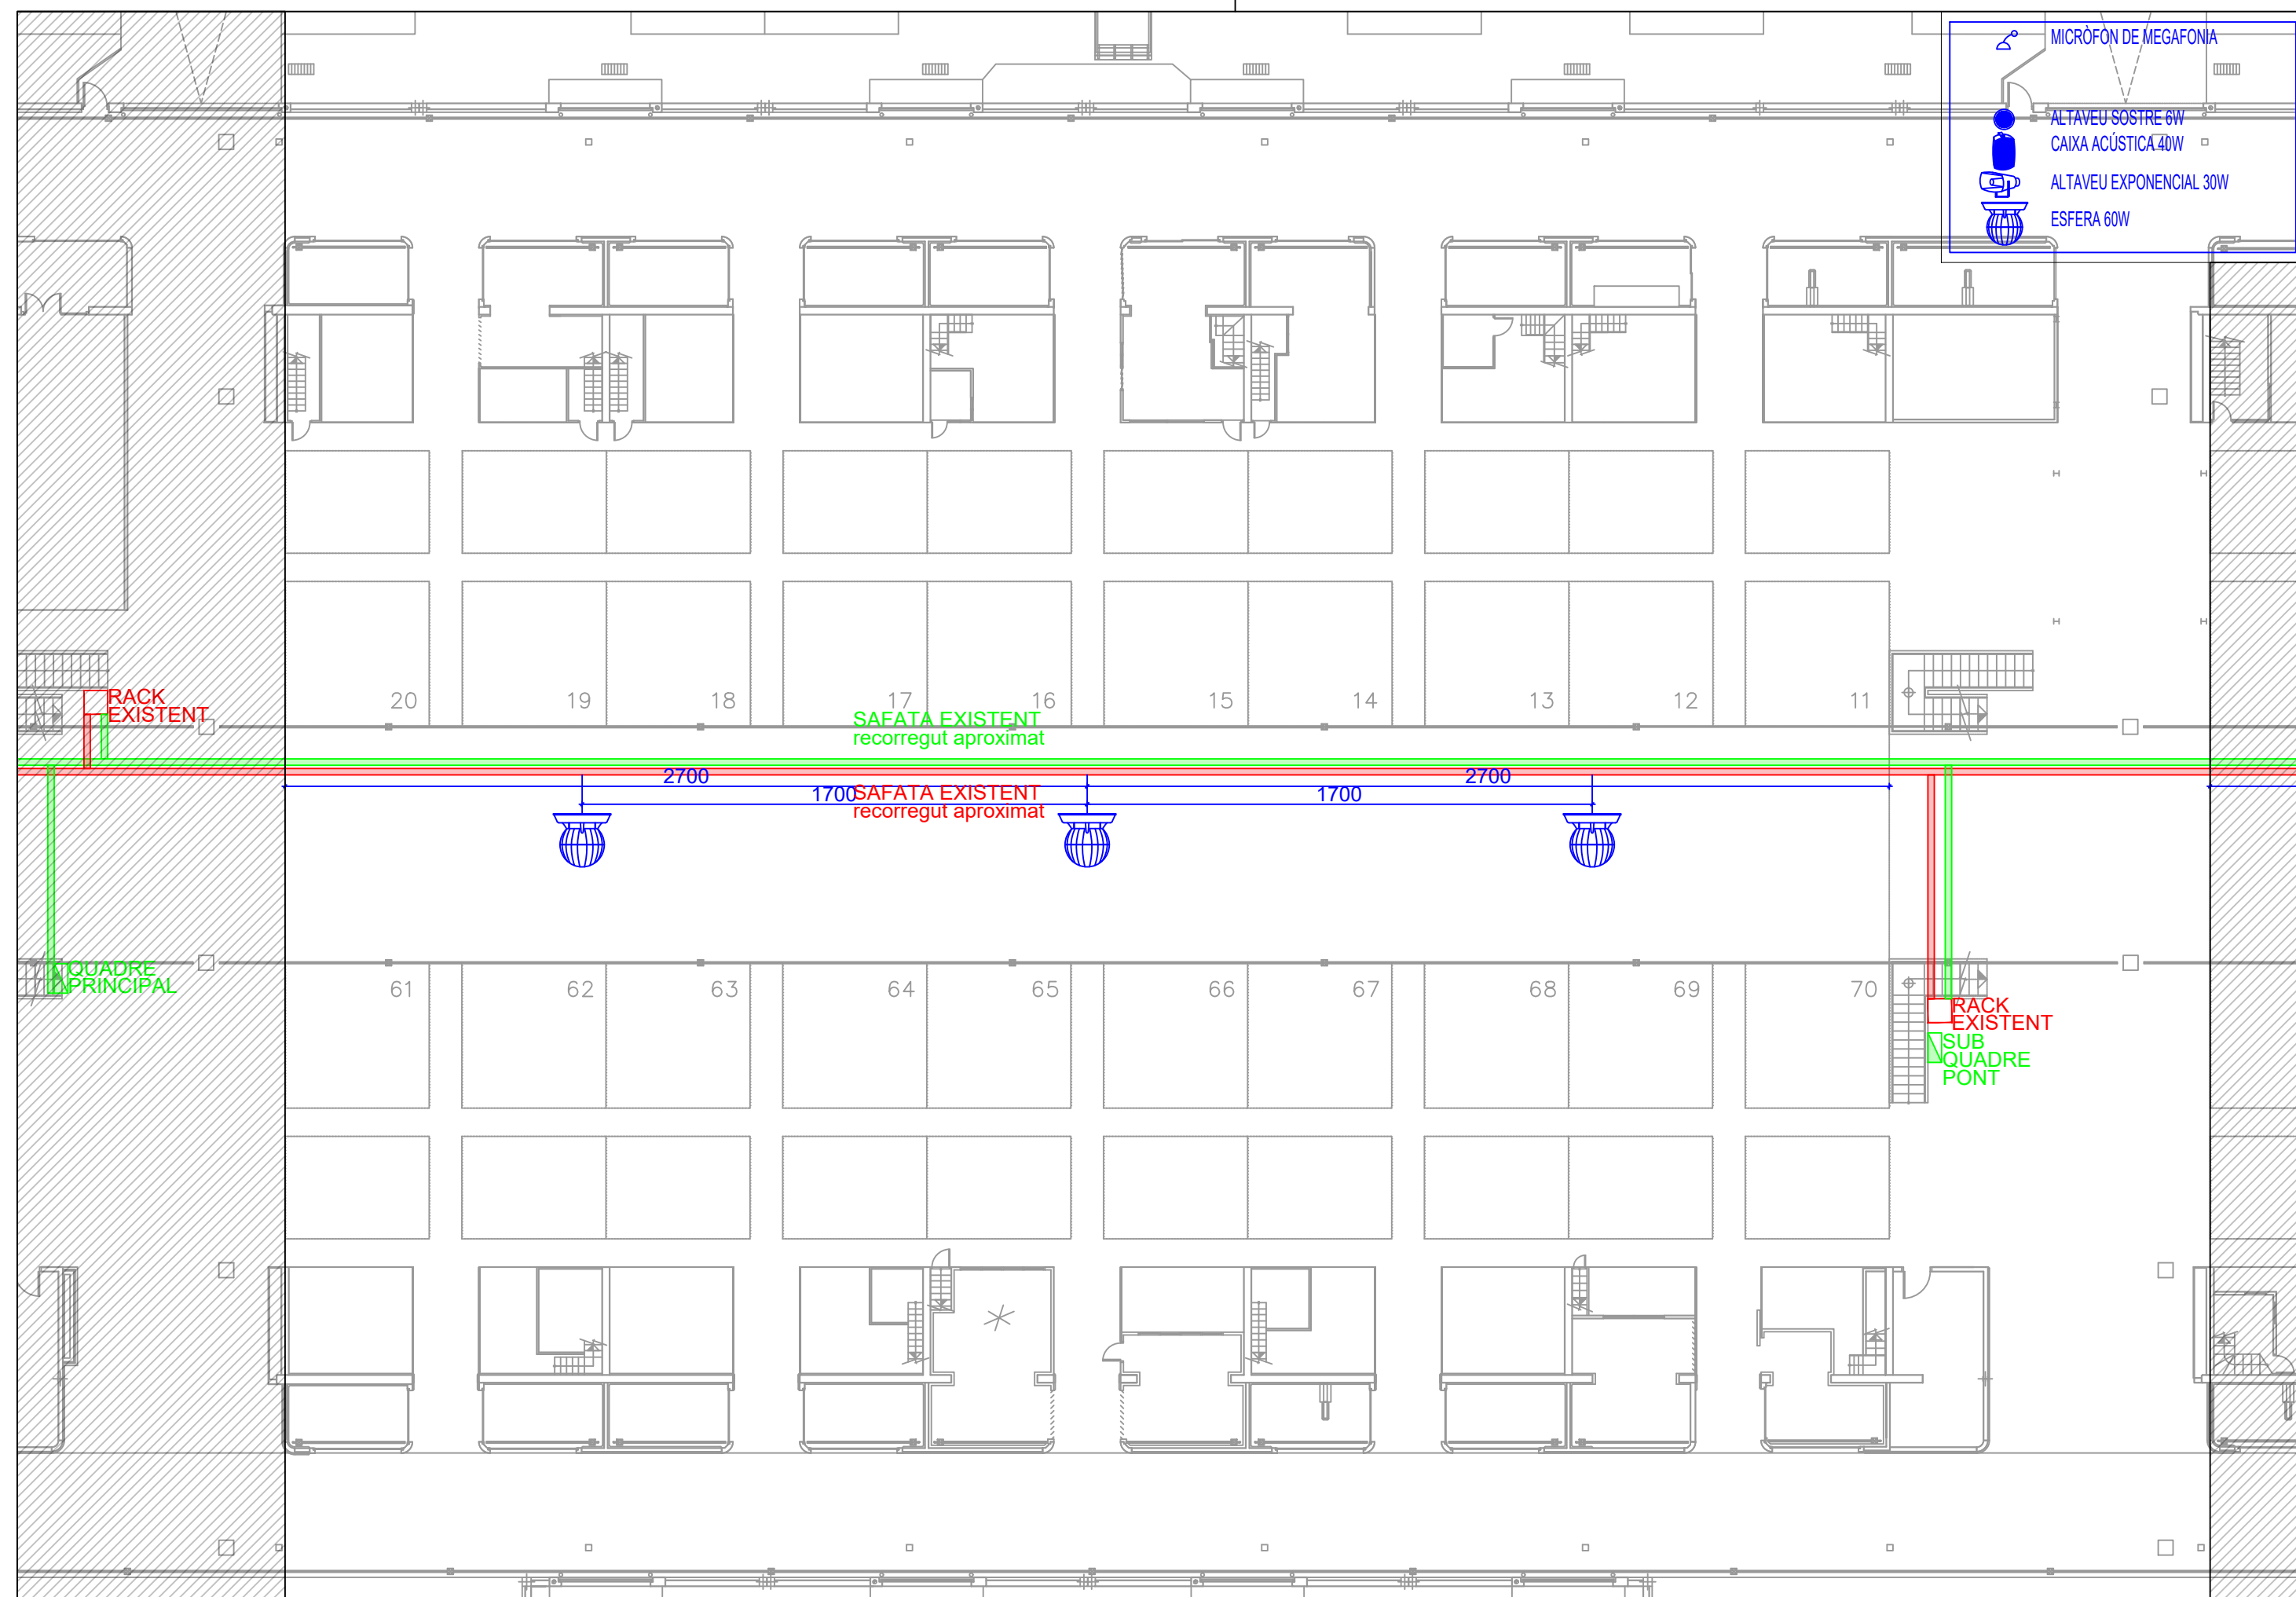 MICRÒFON DE MEGAFONIA
ALTAVEU SOSTRE 6W
CAIXA ACÚSTICA 40W
ALTAVEU EXPONENCIAL 30W
ESFERA 60W
RACK
EXISTENT
20
19
18
17
16
15
14
13
12
11
SAFATA EXISTENT
recorregut aproximat
2700
2700
1700
1700
SAFATA EXISTENT
recorregut aproximat
QUADRE
PRINCIPAL
61
62
63
64
65
66
67
68
69
70
RACK
EXISTENT
SUB
QUADRE
PONT